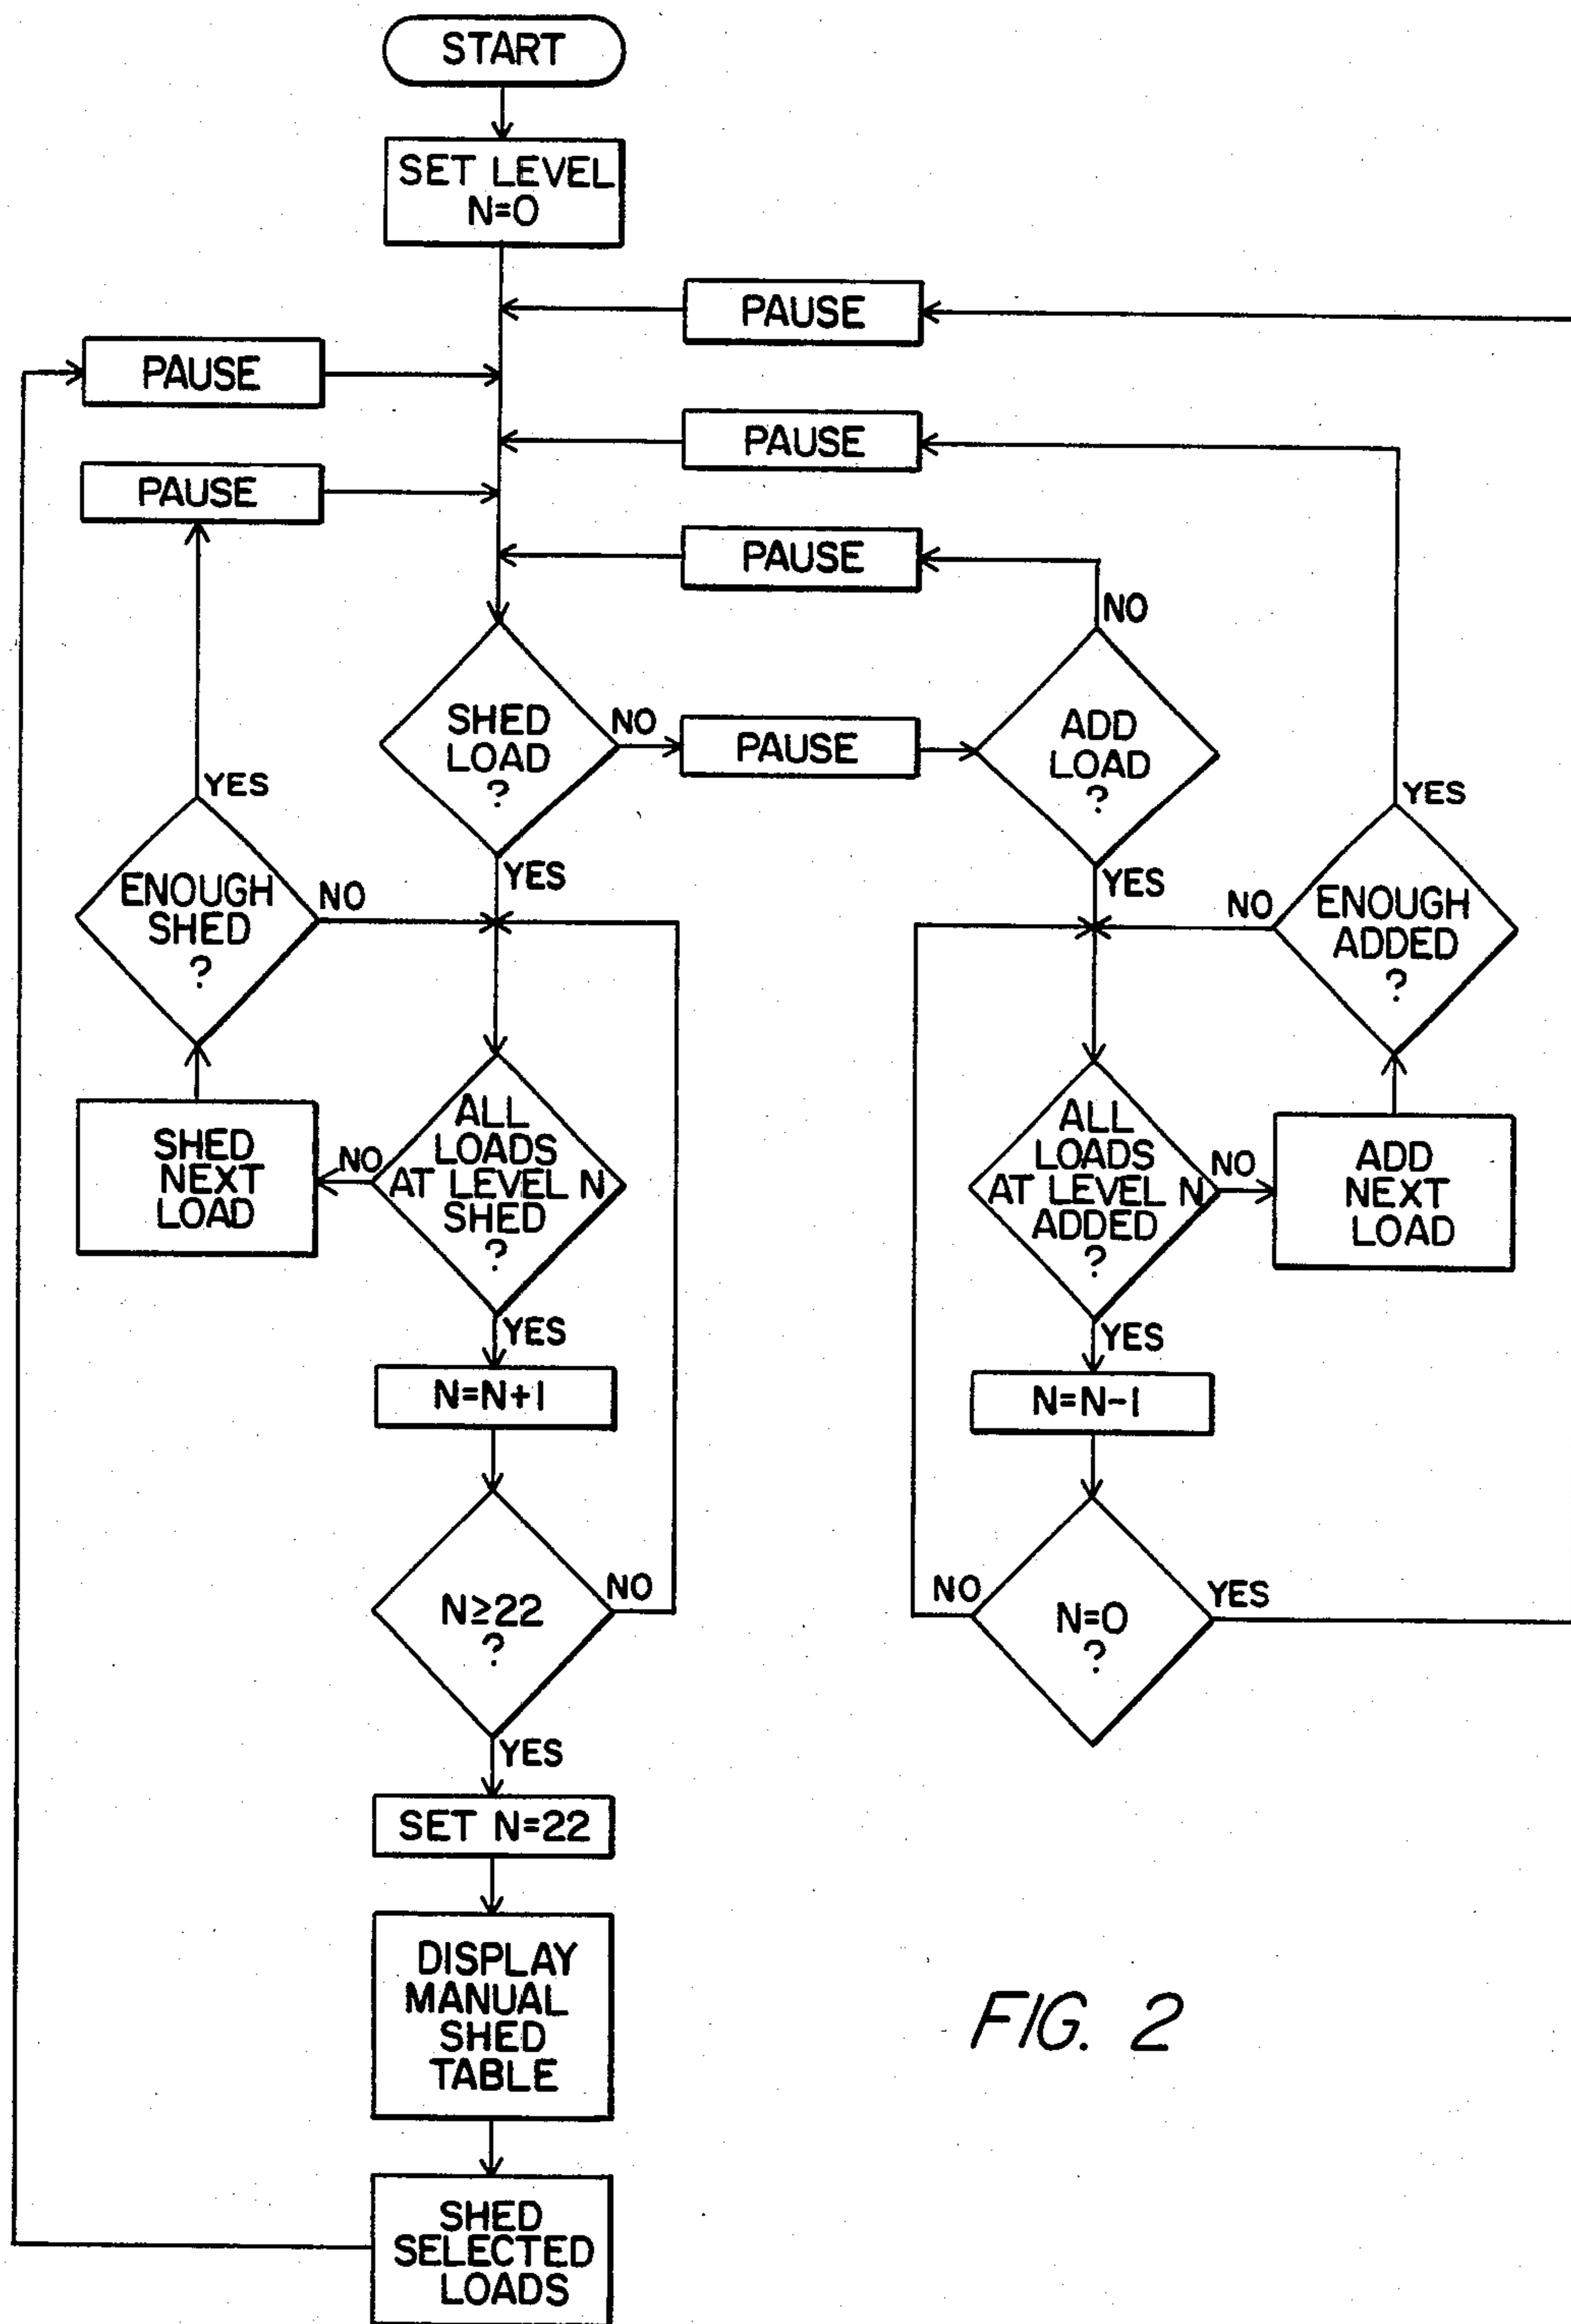 START
SET LEVEL
N=0
PAUSE
PAUSE
PAUSE
PAUSE
PAUSE
NO
SHED
LOAD
?
NO
PAUSE
ADD
LOAD
?
YES
YES
YES
YES
ENOUGH
SHED
?
NO
NO
ENOUGH
ADDED
?
ALL
LOADS
AT LEVEL N
SHED
?
NO
SHED
NEXT
LOAD
ALL
LOADS
AT LEVEL N
ADDED
?
NO
ADD
NEXT
LOAD
YES
YES
N=N+1
N=N-1
N≥22
?
NO
NO
N=0
?
YES
YES
SET N=22
DISPLAY
MANUAL
SHED
TABLE
FIG. 2
SHED
SELECTED
LOADS